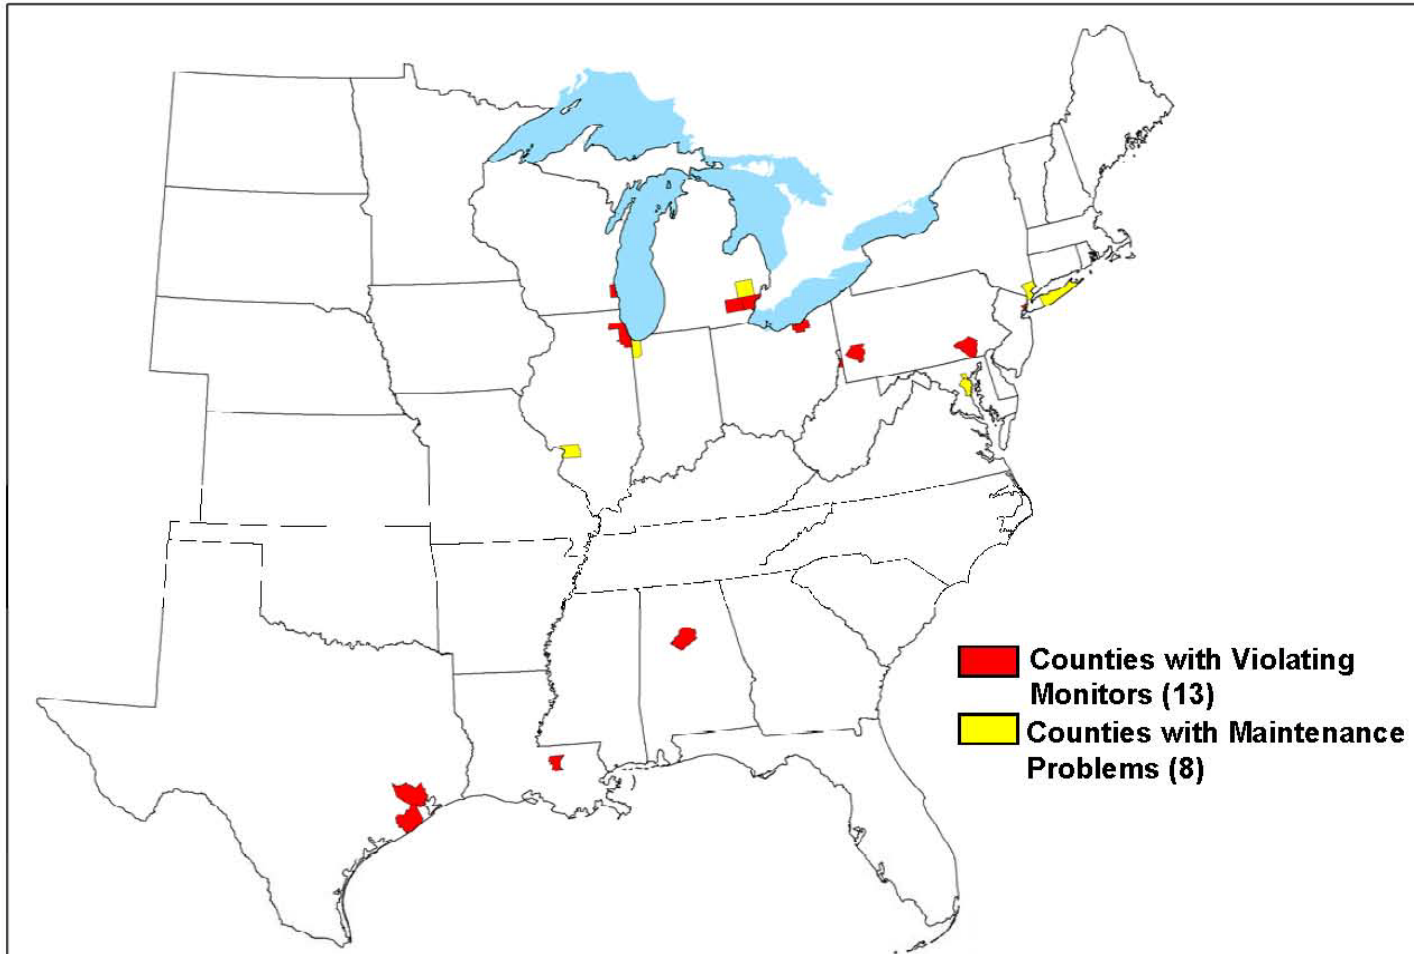 Counties with Violating
Monitors (13)
Counties with Maintenance
Problems (8)